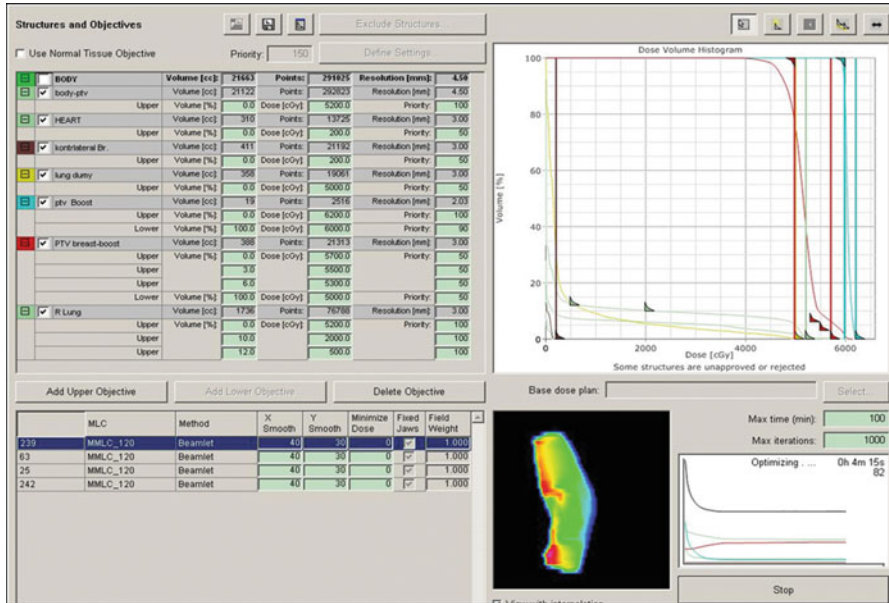 Structures and Objectives
Exclude Structures...
Use Normal Tissue Objective Priority: 150 Define Settings...
BODY Volume [cc]: 21663 Points: 291025 Resolution [mm]: 4.50
body-ptv Volume [cc]: 21122 Points: 292823 Resolution [mm]: 4.50
Upper Volume [%]: 0.0 Dose [cGy]: 5200.0 Priority: 100
HEART Volume [cc]: 310 Points: 13725 Resolution [mm]: 3.00
Upper Volume [%]: 0.0 Dose [cGy]: 200.0 Priority: 50
kontrlateral Br. Volume [cc]: 411 Points: 21192 Resolution [mm]: 3.00
Upper Volume [%]: 0.0 Dose [cGy]: 200.0 Priority: 50
lung dumy Volume [cc]: 358 Points: 19061 Resolution [mm]: 3.00
Upper Volume [%]: 0.0 Dose [cGy]: 5000.0 Priority: 50
ptv Boost Volume [cc]: 19 Points: 2516 Resolution [mm]: 2.03
Upper Volume [%]: 0.0 Dose [cGy]: 6200.0 Priority: 100
Lower Volume [%]: 100.0 Dose [cGy]: 6000.0 Priority: 90
PTV breast-boost Volume [cc]: 388 Points: 21313 Resolution [mm]: 3.00
Upper Volume [%]: 0.0 Dose [cGy]: 5700.0 Priority: 50
Upper 3.0 5500.0 50
Upper 6.0 5300.0 50
Lower Volume [%]: 100.0 Dose [cGy]: 5000.0 Priority: 50
R Lung Volume [cc]: 1736 Points: 76788 Resolution [mm]: 3.00
Upper Volume [%]: 0.0 Dose [cGy]: 5200.0 Priority: 100
Upper 10.0 2000.0 100
Upper 12.0 500.0 100
Add Upper Objective Add Lower Objective Delete Objective
MLC Method X Smooth Y Smooth Minimize Dose Fixed Jaws Field Weight
239 MMLC_120 Beamlet 40 30 0 1.000
63 MMLC_120 Beamlet 40 30 0 1.000
25 MMLC_120 Beamlet 40 30 0 1.000
242 MMLC_120 Beamlet 40 30 0 1.000
Dose Volume Histogram
Volume [%]
100
80
60
40
20
0
0 2000 4000 6000
Dose [cGy]
Some structures are unapproved or rejected
Base dose plan: Select...
Max time (min): 100
Max iterations: 1000
Optimizing . ... 0h 4m 15s
82
Stop
View with interpolation